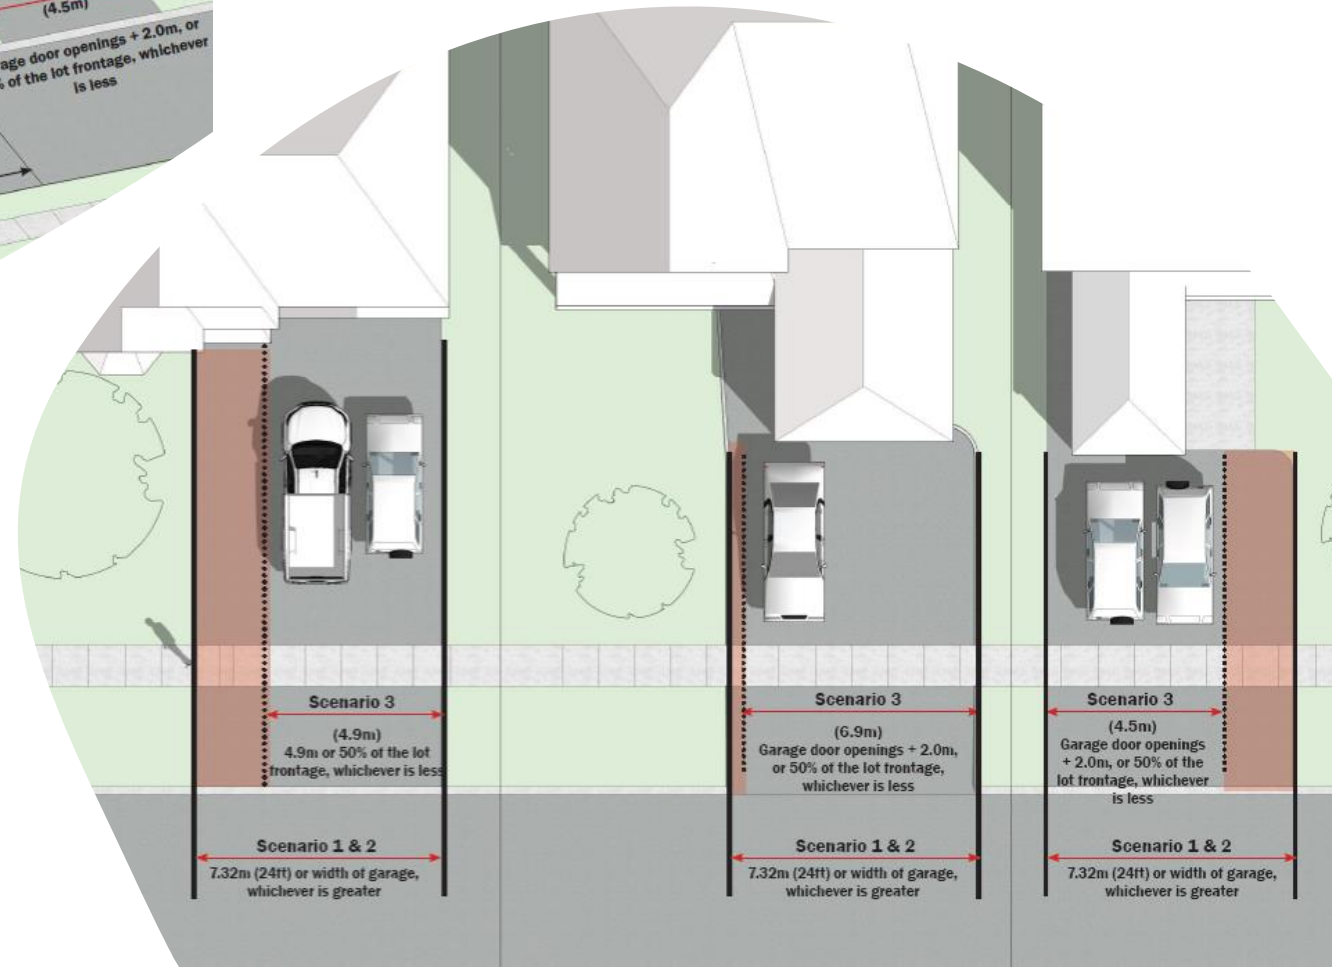 (4.5m)
age door openings + 2.0m, or
% of the lot frontage, whichever
is less
Scenario 3
(4.9m)
4.9m or 50% of the lot
frontage, whichever is less
Scenario 3
(6.9m)
Garage door openings + 2.0m,
or 50% of the lot frontage,
whichever is less
Scenario 3
(4.5m)
Garage door openings
+ 2.0m, or 50% of the
lot frontage, whichever
is less
Scenario 1 & 2
7.32m (24ft) or width of garage,
whichever is greater
Scenario 1 & 2
7.32m (24ft) or width of garage,
whichever is greater
Scenario 1 & 2
7.32m (24ft) or width of garage,
whichever is greater